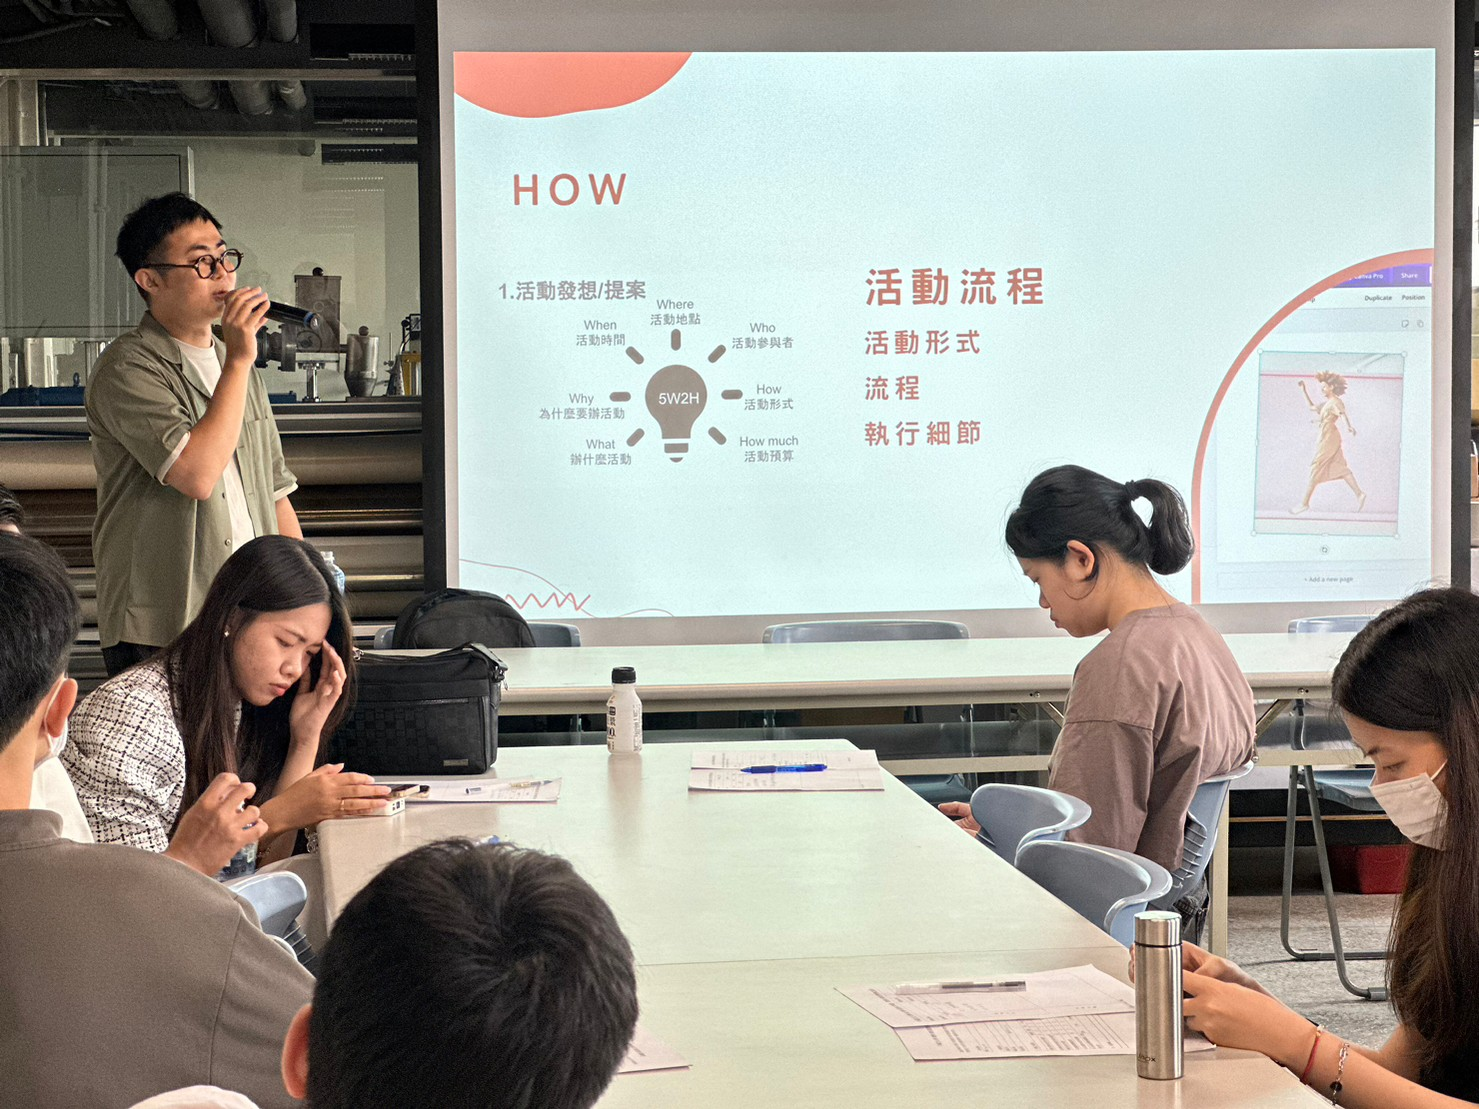 HOW
1.活動發想/提案
Where
活動地點
When
活動時間
Who
活動參與者
Why
為什麼要辦活動
5W2H
How
活動形式
What
辦什麼活動
How much
活動預算
活動流程
活動形式
流程
執行細節
Canva Pro
Share
Duplicate
Position
+ Add a new page